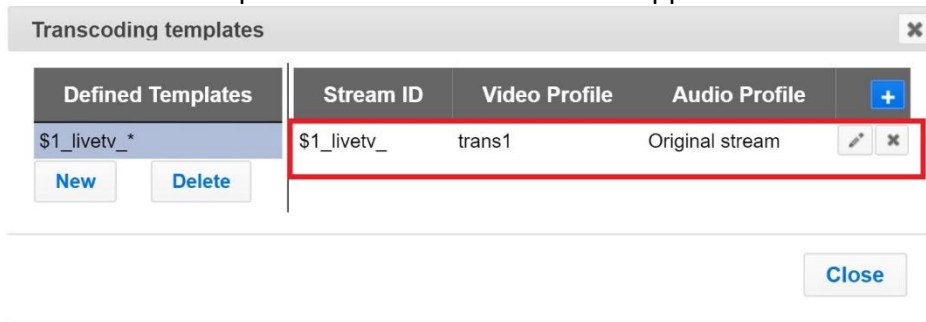 Transcoding templates
Defined Templates Stream ID Video Profile Audio Profile +
$1_livetv_* $1_livetv_ trans1 Original stream
New Delete
Close